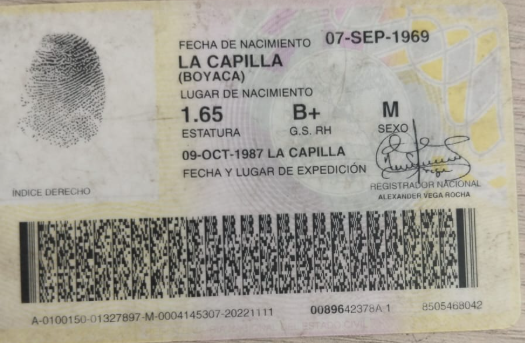 FECHA DE NACIMIENTO 07-SEP-1969
LA CAPILLA
(BOYACA)
LUGAR DE NACIMIENTO
1.65 B+ M
ESTATURA G.S. RH SEXO
09-OCT-1987 LA CAPILLA
FECHA Y LUGAR DE EXPEDICIÓN
INDICE DERECHO
REGISTRADOR NACIONAL
ALEXANDER VEGA ROCHA
A-0100150-01327897-M-0004145307-20221111 0089642378A 1 8505468042